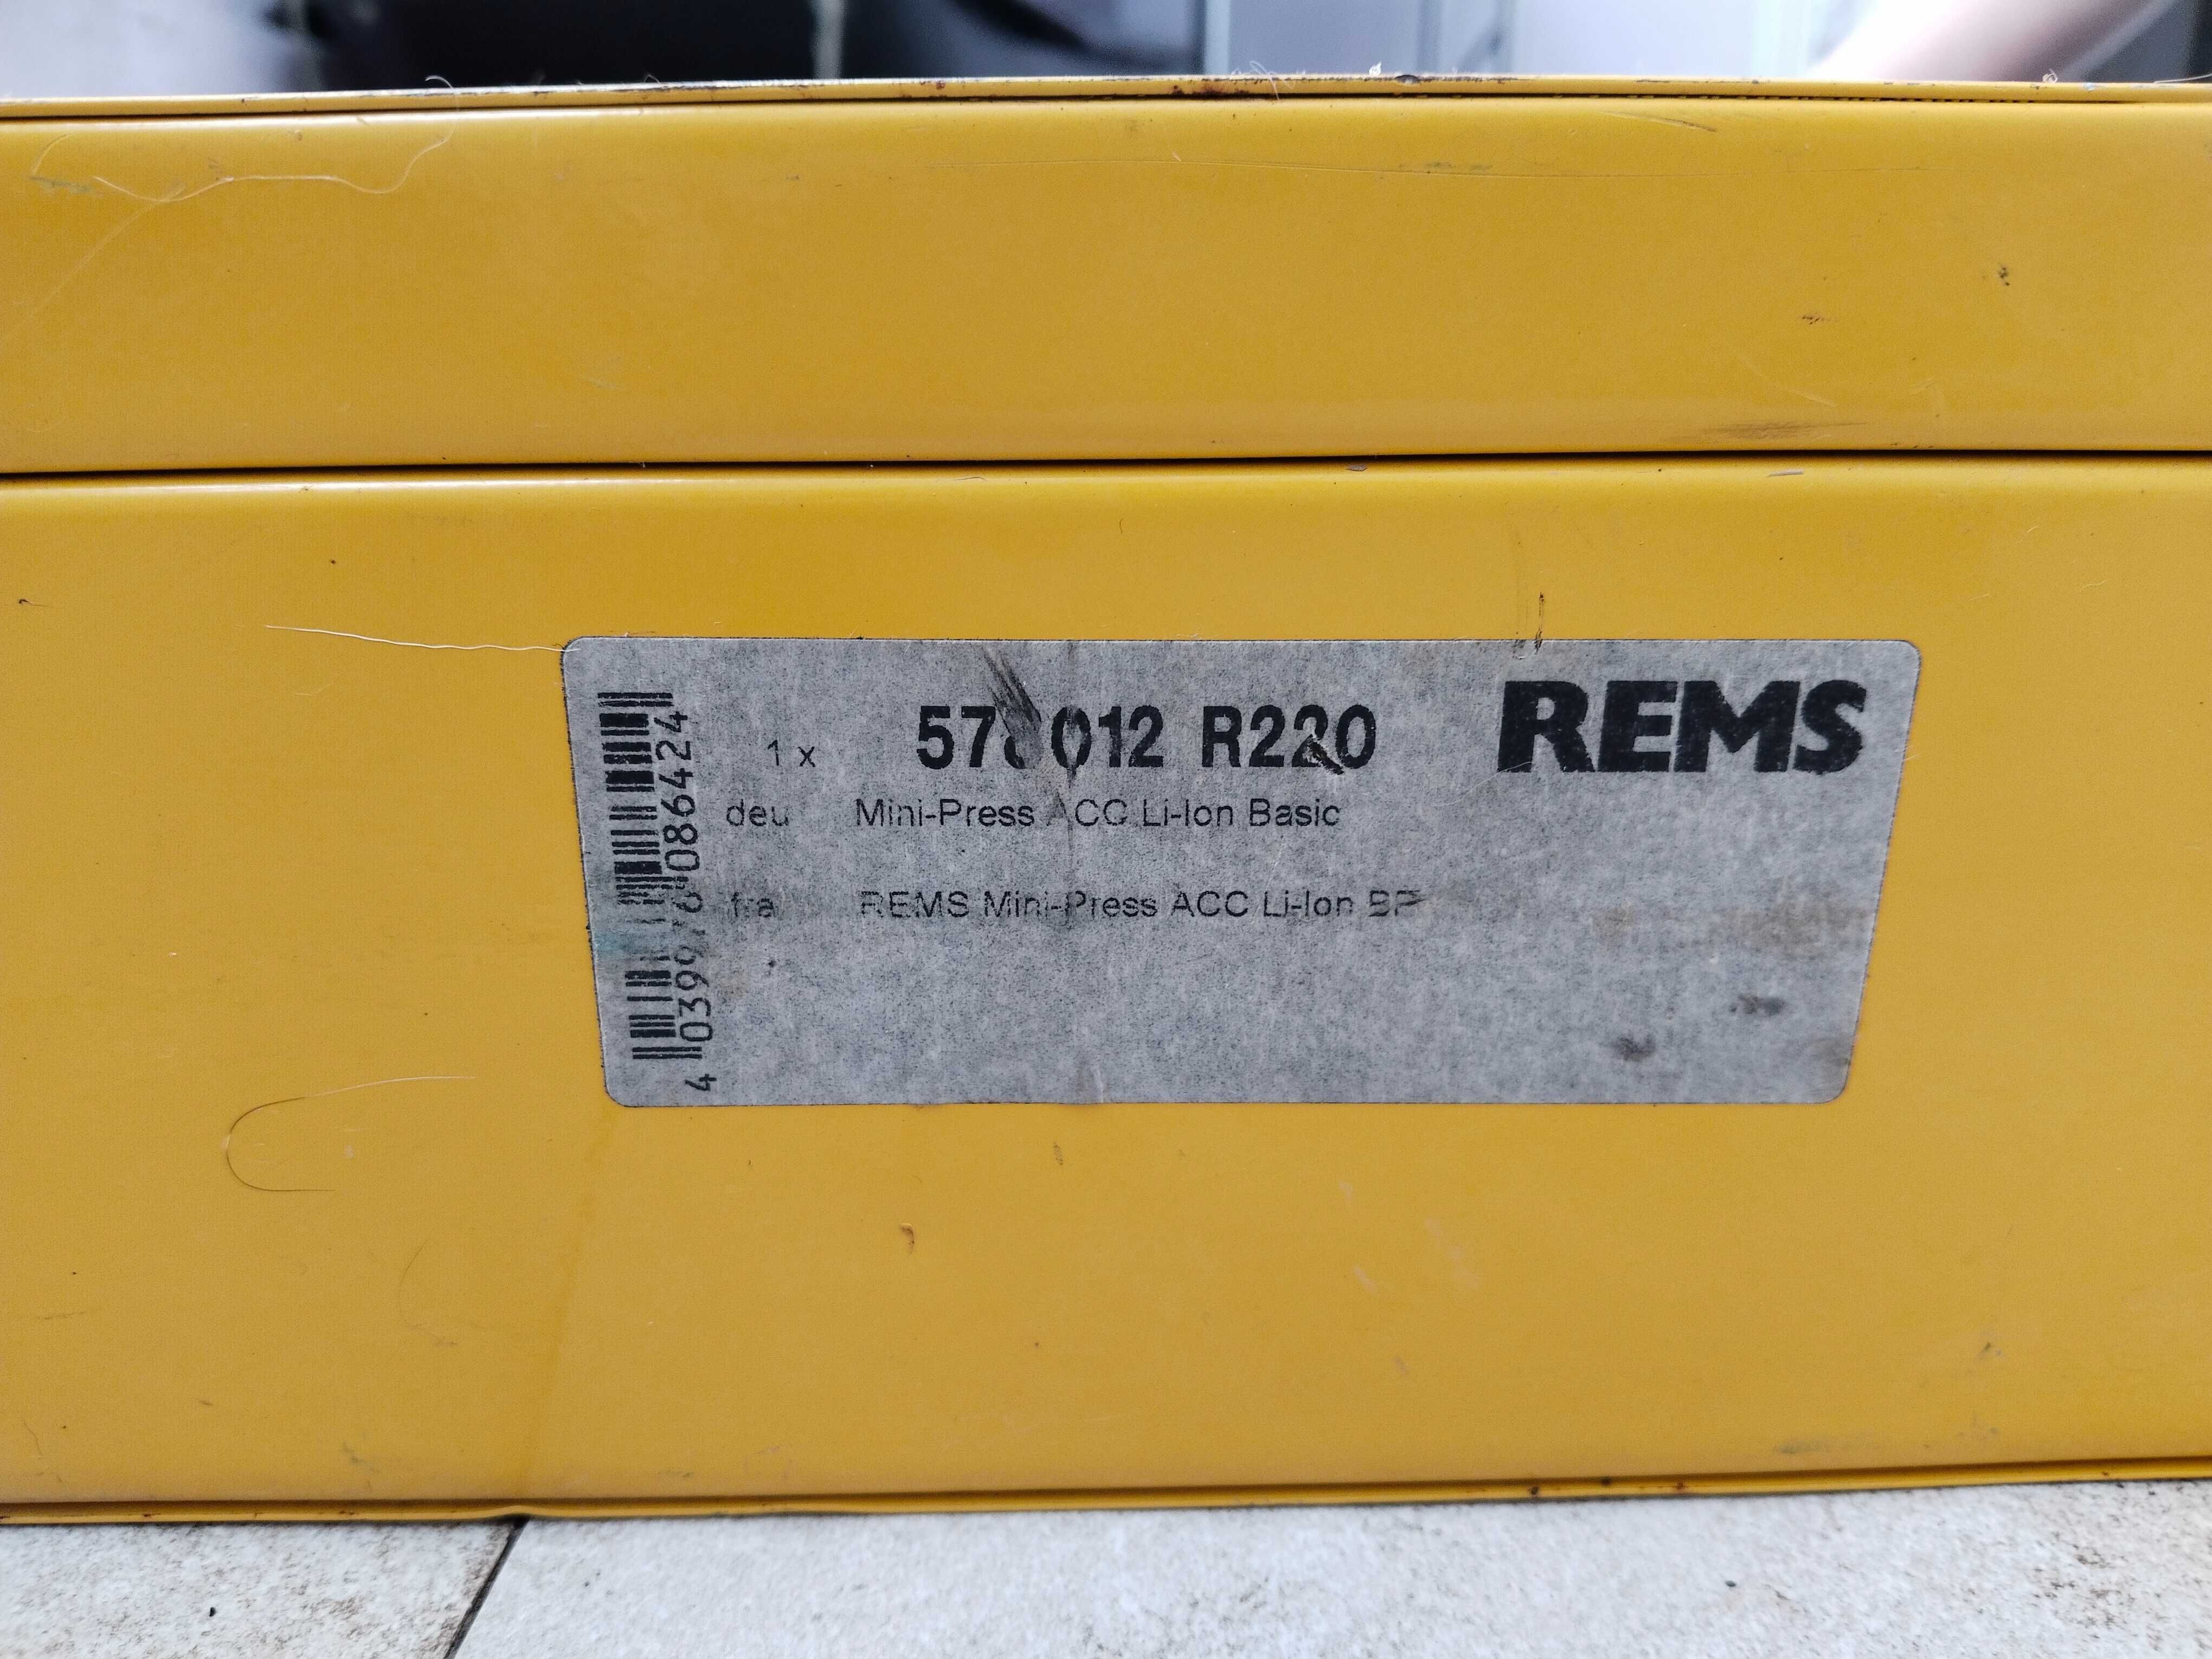 1 x 578012 R220 REMS
deu Mini-Press ACC Li-Ion Basic
fra REMS Mini-Press ACC Li-Ion BP
4 039976 086424